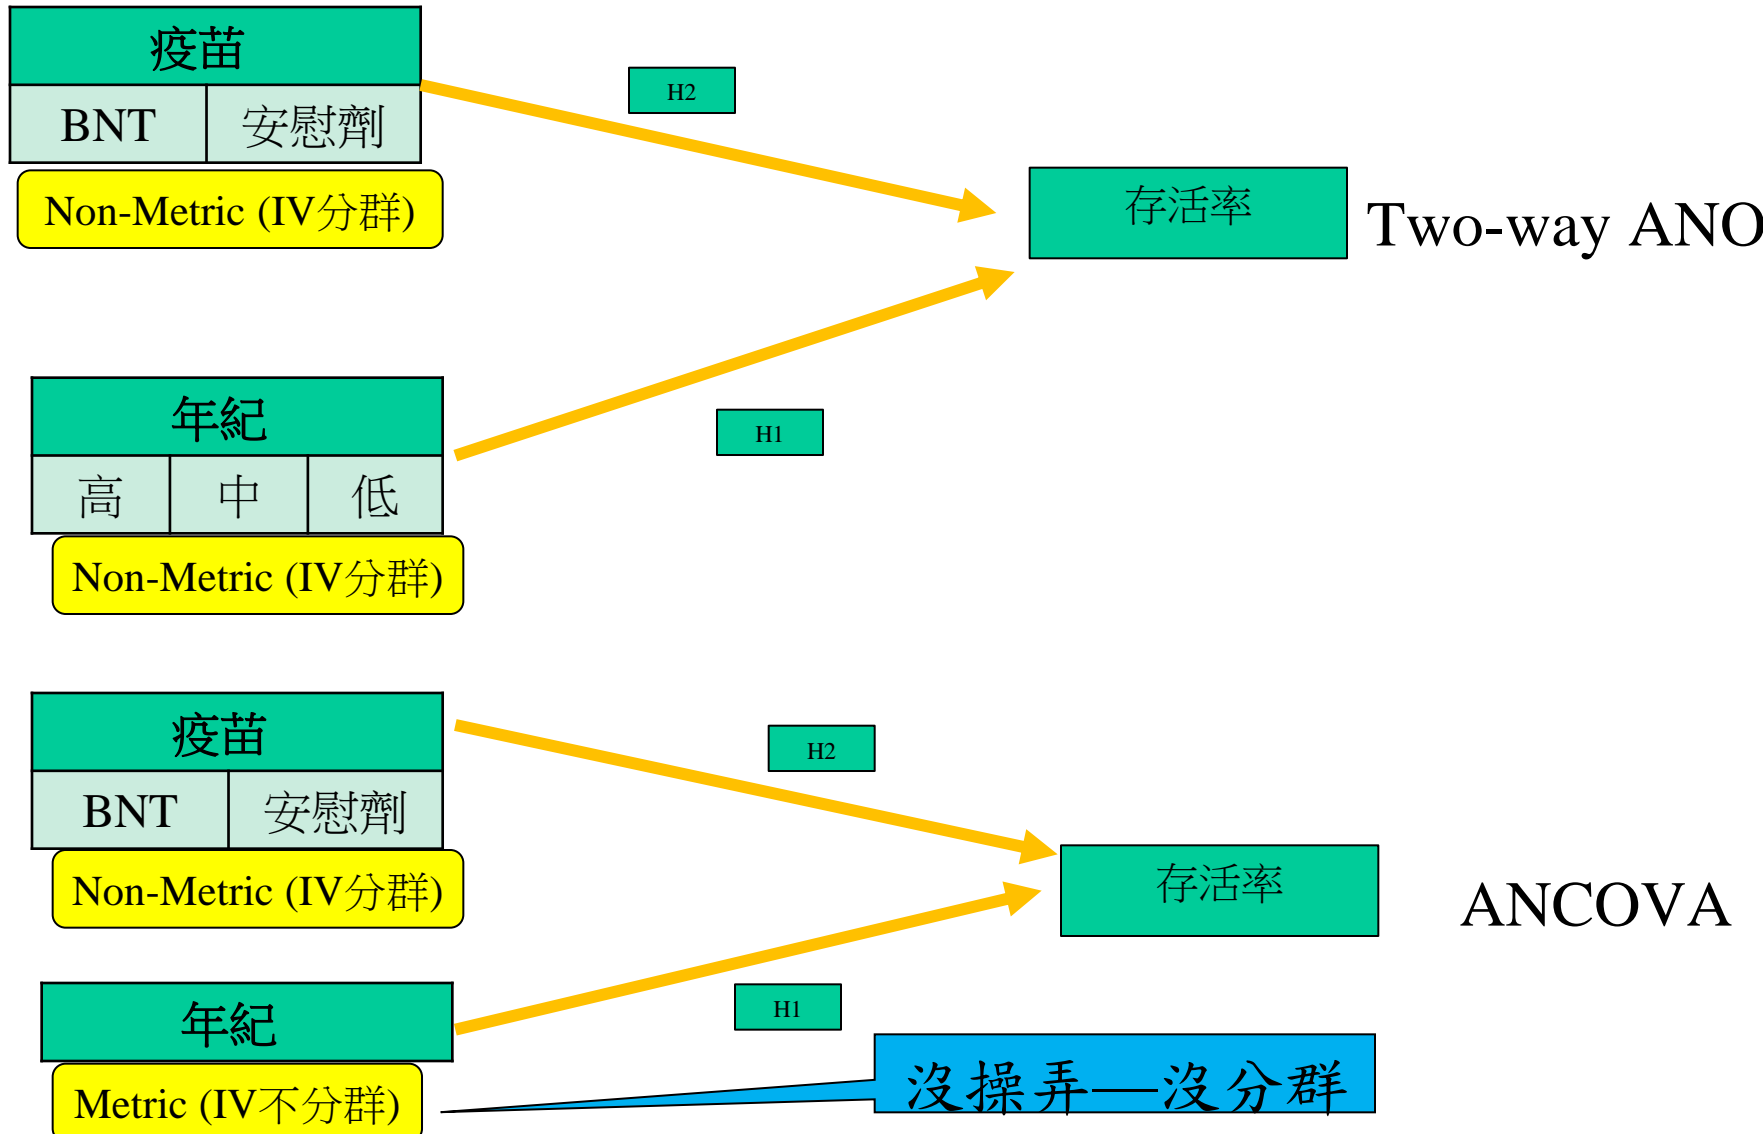 疫苗
BNT 安慰劑
Non-Metric (IV分群)
H2
存活率
Two-way ANO
年紀
高 中 低
Non-Metric (IV分群)
H1
疫苗
BNT 安慰劑
Non-Metric (IV分群)
H2
存活率
ANCOVA
年紀
Metric (IV不分群)
H1
沒操弄—沒分群